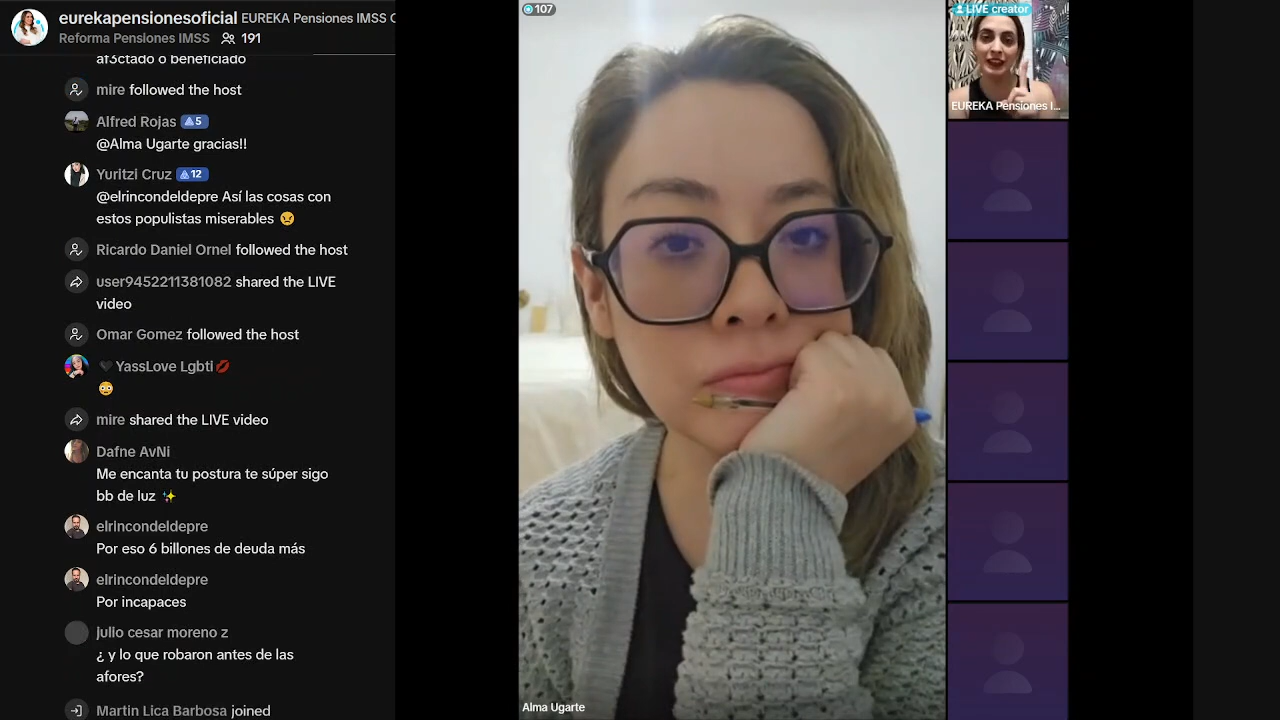 eurekapensionesoficial EUREKA Pensiones IMSS
Reforma Pensiones IMSS 191
af3ctado o beneficiado
mire followed the host
Alfred Rojas 5
@Alma Ugarte gracias!!
Yuritzi Cruz 12
@elrincondeldepre Así las cosas con
estos populistas miserables 😠
Ricardo Daniel Ornel followed the host
user9452211381082 shared the LIVE
video
Omar Gomez followed the host
🖤YassLove Lgbti💋
😳
mire shared the LIVE video
Dafne AvNi
Me encanta tu postura te súper sigo
bb de luz ✨
elrincondeldepre
Por eso 6 billones de deuda más
elrincondeldepre
Por incapaces
Julio cesar moreno z
¿ y lo que robaron antes de las
afores?
Martin Lica Barbosa joined
107
Alma Ugarte
LIVE creator
EUREKA Pensiones I...